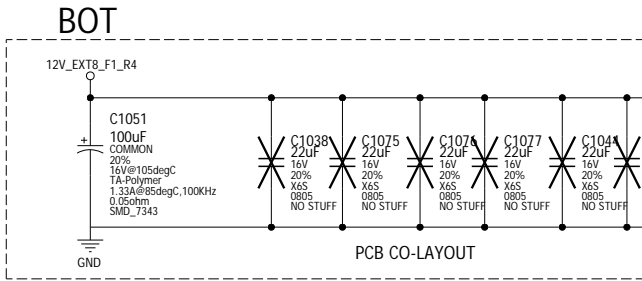 BOT
12V_EXT8_F1_R4
C1051
100uF
COMMON
20%
16V@105degC
TA-Polymer
1.33A@85degC,100KHz
0.05ohm
SMD_7343
+
GND
C1038
22uF
16V
20%
X6S
0805
NO STUFF
C1075
22uF
16V
20%
X6S
0805
NO STUFF
C1076
22uF
16V
20%
X6S
0805
NO STUFF
C1077
22uF
16V
20%
X6S
0805
NO STUFF
22uF
16V
20%
X6S
0805
NO STUFF
PCB CO-LAYOUT